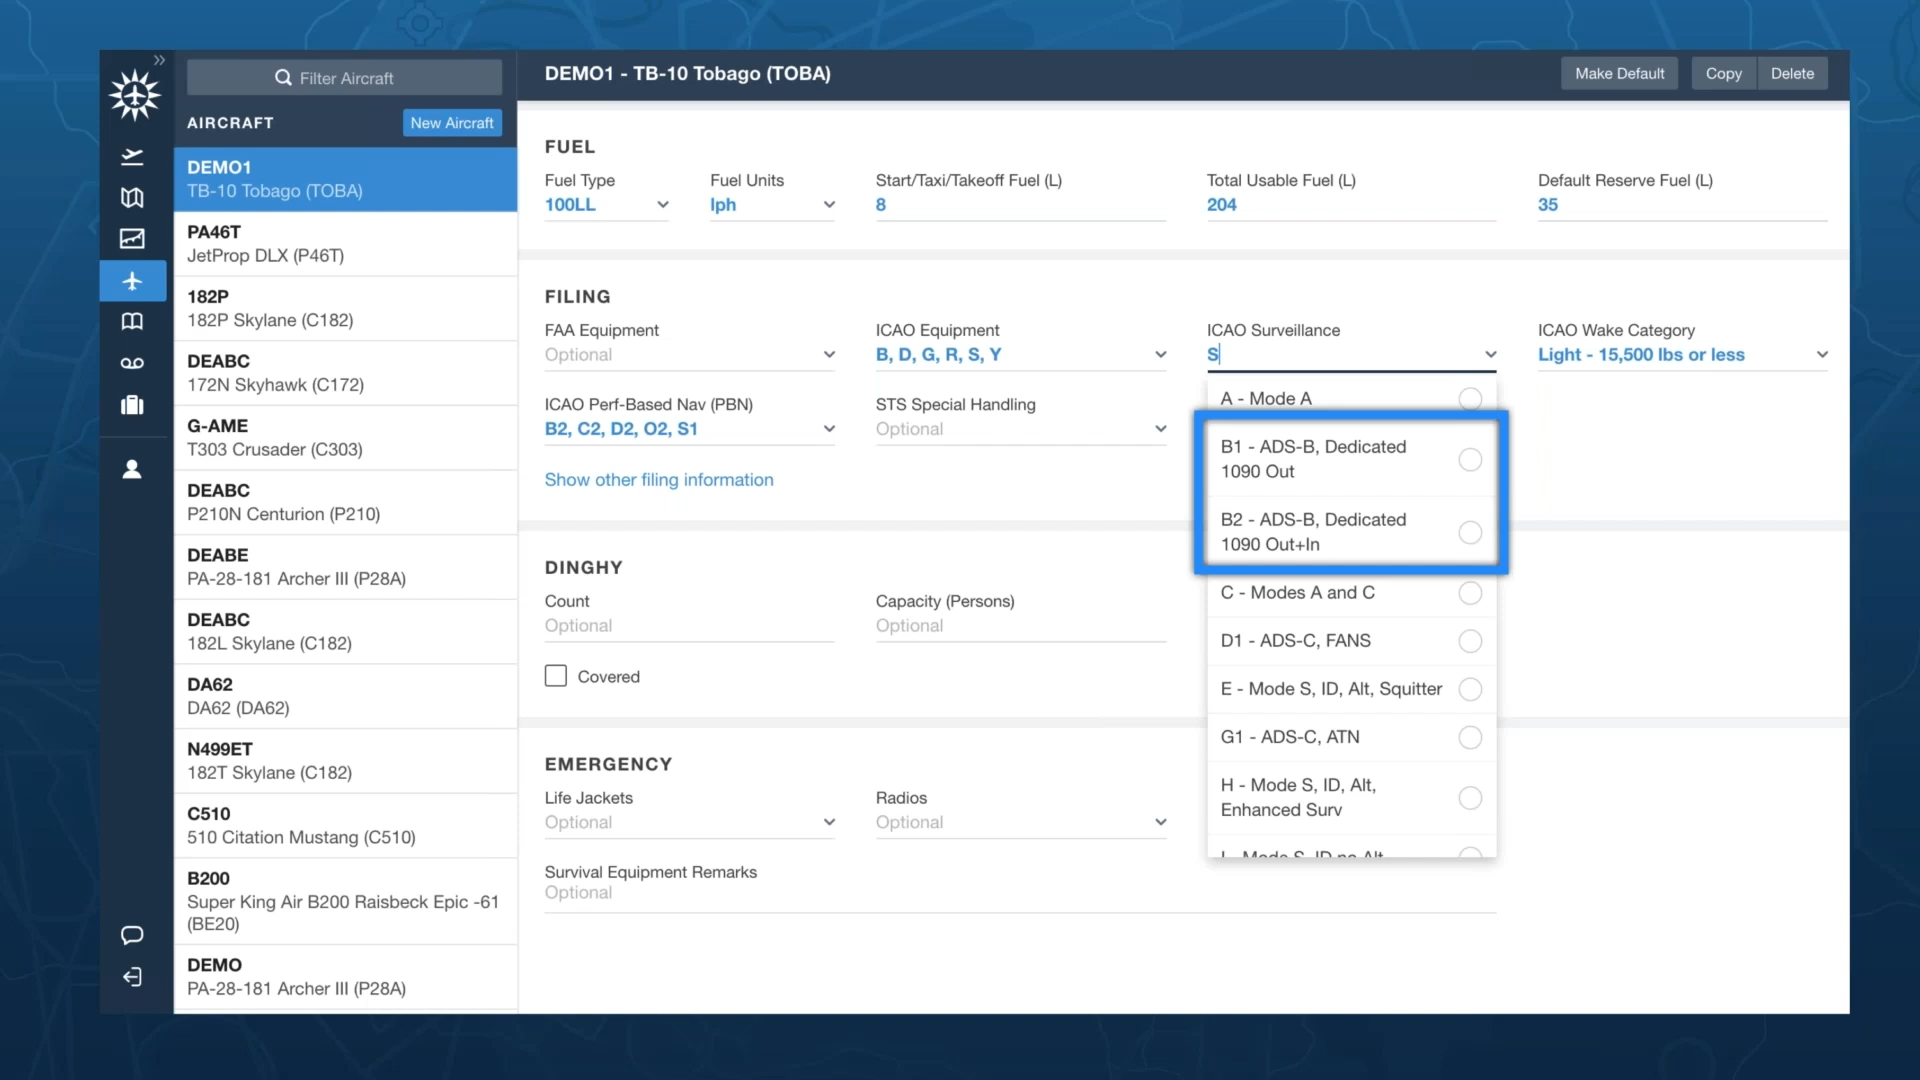 »
Filter Aircraft
AIRCRAFT
New Aircraft
DEMO1
TB-10 Tobago (TOBA)
PA46T
JetProp DLX (P46T)
182P
182P Skylane (C182)
DEABC
172N Skyhawk (C172)
G-AME
T303 Crusader (C303)
DEABC
P210N Centurion (P210)
DEABE
PA-28-181 Archer III (P28A)
DEABC
182L Skylane (C182)
DA62
DA62 (DA62)
N499ET
182T Skylane (C182)
C510
510 Citation Mustang (C510)
B200
Super King Air B200 Raisbeck Epic -61
(BE20)
DEMO
PA-28-181 Archer III (P28A)
DEMO1 - TB-10 Tobago (TOBA)
Make Default
Copy
Delete
FUEL
Fuel Type
100LL
Fuel Units
lph
Start/Taxi/Takeoff Fuel (L)
8
Total Usable Fuel (L)
204
Default Reserve Fuel (L)
35
FILING
FAA Equipment
Optional
ICAO Equipment
B, D, G, R, S, Y
ICAO Surveillance
S
ICAO Wake Category
Light - 15,500 lbs or less
ICAO Perf-Based Nav (PBN)
B2, C2, D2, O2, S1
STS Special Handling
Optional
Show other filing information
A - Mode A
B1 - ADS-B, Dedicated
1090 Out
B2 - ADS-B, Dedicated
1090 Out+In
C - Modes A and C
D1 - ADS-C, FANS
E - Mode S, ID, Alt, Squitter
G1 - ADS-C, ATN
H - Mode S, ID, Alt,
Enhanced Surv
I - Mode S, ID no Alt
DINGHY
Count
Optional
Capacity (Persons)
Optional
Covered
EMERGENCY
Life Jackets
Optional
Radios
Optional
Survival Equipment Remarks
Optional